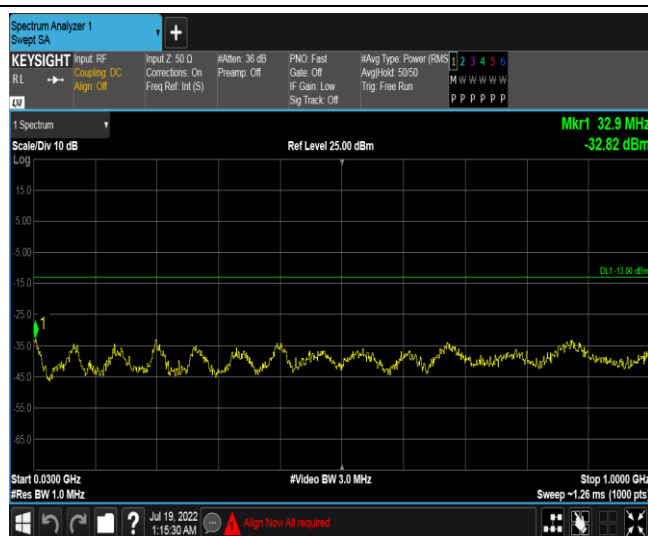 Spectrum Analyzer 1
Swept SA
+
KEYSIGHT
RL
LXI
Input: RF
Coupling: DC
Align: Off
Input Z: 50 Ω
Corrections: On
Freq Ref: Int (S)
#Atten: 36 dB
Preamp: Off
PNO: Fast
Gate: Off
IF Gain: Low
Sig Track: Off
#Avg Type: Power (RMS
Avg|Hold: 50/50
Trig: Free Run
1 2 3 4 5 6
M W W W W W
P P P P P P
1 Spectrum
Scale/Div 10 dB
Ref Level 25.00 dBm
Mkr1 32.9 MHz
-32.82 dBm
Log
15.0
5.00
-5.00
DL1 -13.00 dBm
-15.0
-25.0
1
-35.0
-45.0
-55.0
-65.0
Start 0.0300 GHz
#Video BW 3.0 MHz
Stop 1.0000 GHz
#Res BW 1.0 MHz
Sweep ~1.26 ms (1000 pts)
?
Jul 19, 2022
1:15:30 AM
Align Now All required